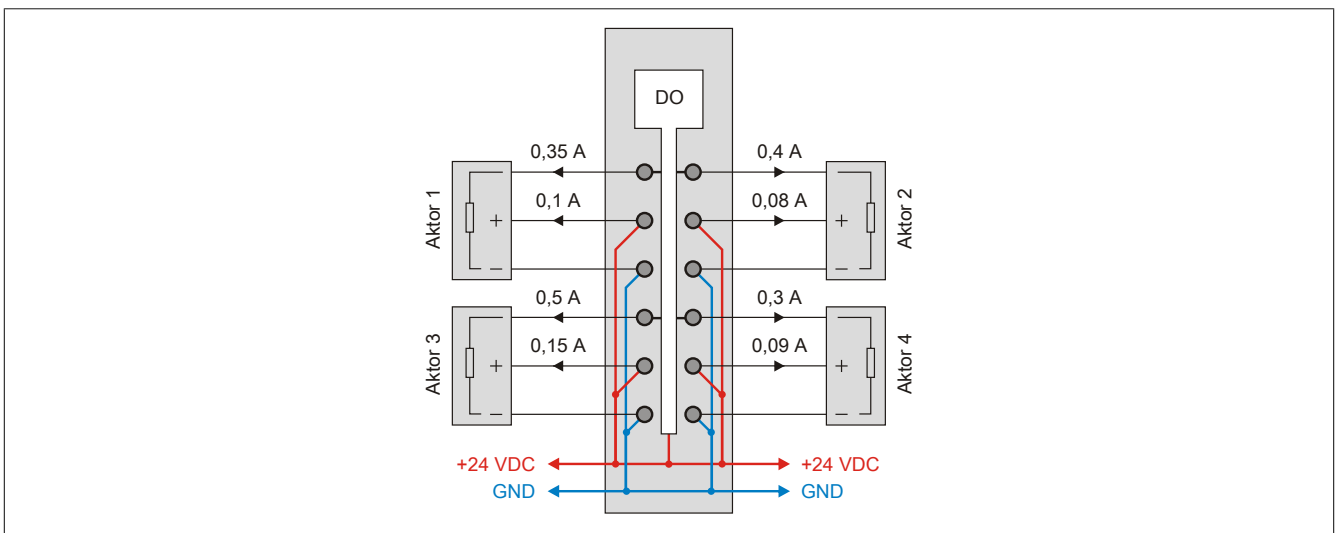 DO
0,35 A
0,4 A
0,1 A
0,08 A
Aktor 1
Aktor 2
+
+
0,5 A
0,3 A
0,15 A
0,09 A
Aktor 3
Aktor 4
+
+
+24 VDC
+24 VDC
GND
GND